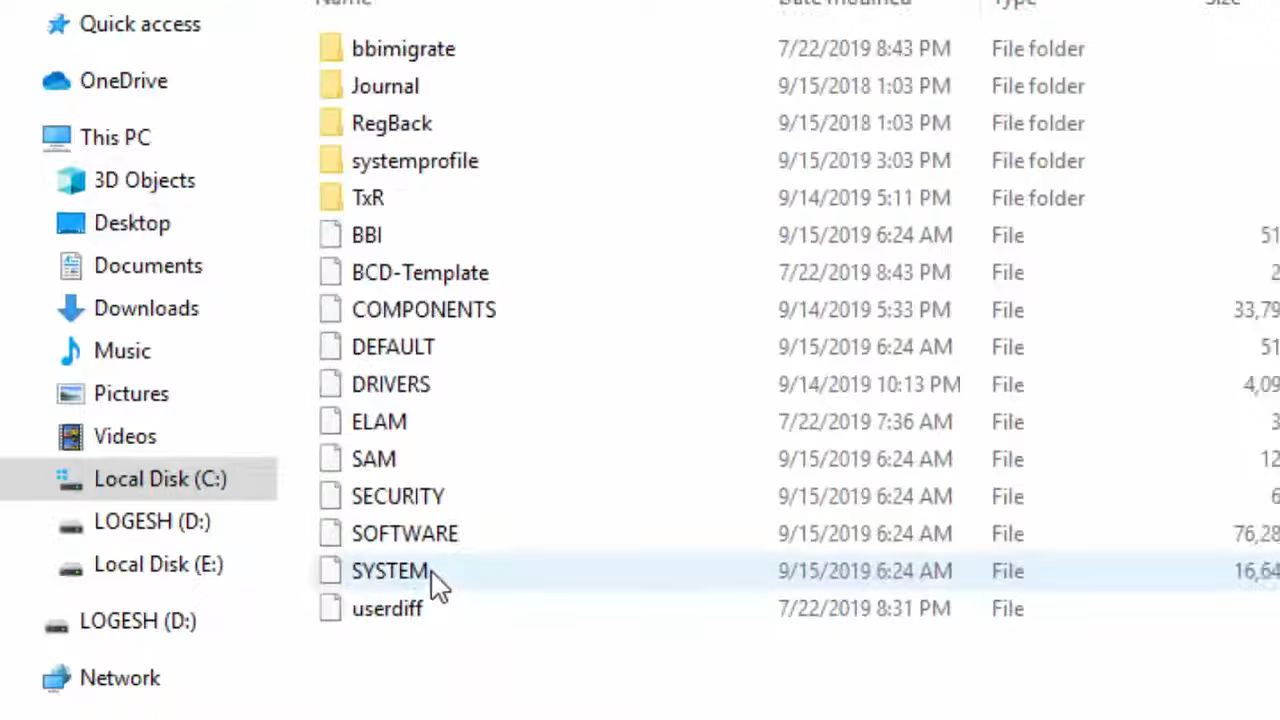 Quick access
OneDrive
This PC
3D Objects
Desktop
Documents
Downloads
Music
Pictures
Videos
Local Disk (C:)
LOGESH (D:)
Local Disk (E:)
LOGESH (D:)
Network
Name Date modified Type Size
bbimigrate 7/22/2019 8:43 PM File folder
Journal 9/15/2018 1:03 PM File folder
RegBack 9/15/2018 1:03 PM File folder
systemprofile 9/15/2019 3:03 PM File folder
TxR 9/14/2019 5:11 PM File folder
BBI 9/15/2019 6:24 AM File 51
BCD-Template 7/22/2019 8:43 PM File 2
COMPONENTS 9/14/2019 5:33 PM File 33,79
DEFAULT 9/15/2019 6:24 AM File 51
DRIVERS 9/14/2019 10:13 PM File 4,09
ELAM 7/22/2019 7:36 AM File 3
SAM 9/15/2019 6:24 AM File 12
SECURITY 9/15/2019 6:24 AM File 6
SOFTWARE 9/15/2019 6:24 AM File 76,28
SYSTEM 9/15/2019 6:24 AM File 16,64
userdiff 7/22/2019 8:31 PM File